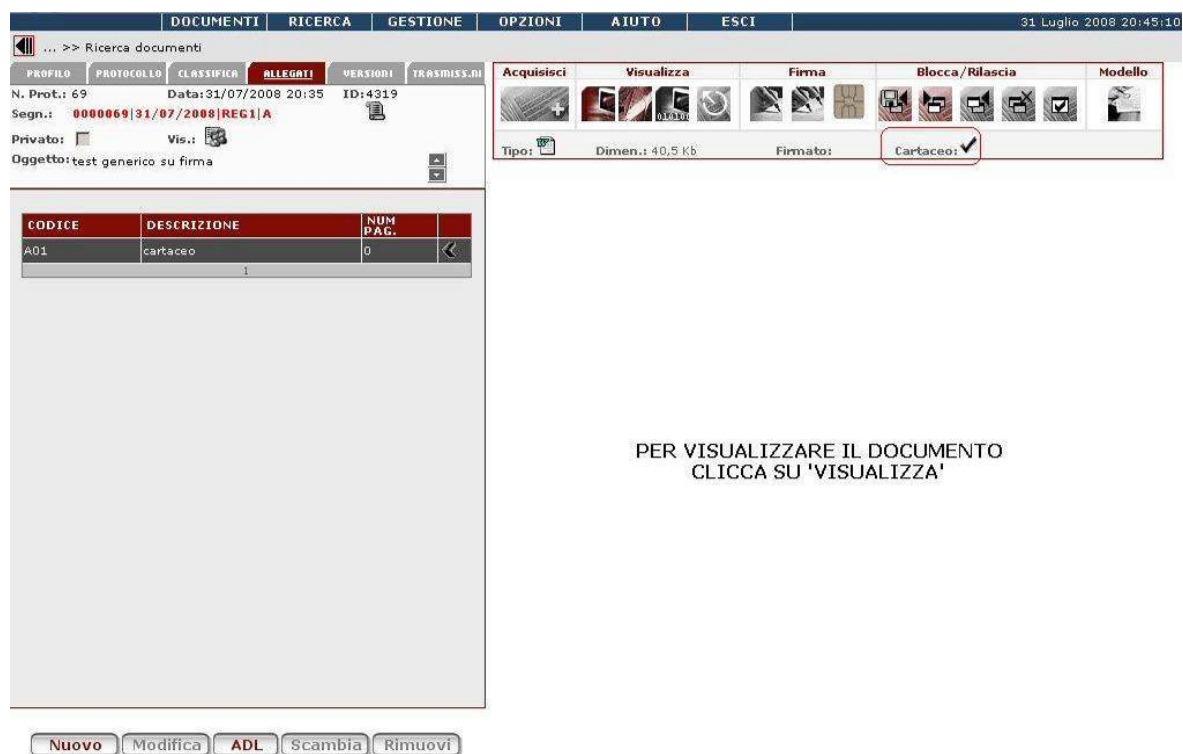 DOCUMENTI RICERCA GESTIONE OPZIONI AIUTO ESCI 31 Luglio 2008 20:45:10
... >> Ricerca documenti
PROFILO PROTOCOLLO CLASSIFICA ALLEGATI VERSIONI TRASMISS.NI
N. Prot.: 69 Data:31/07/2008 20:35 ID:4319
Segn.: 0000069|31/07/2008|REG1|A
Privato: Vis.:
Oggetto: test generico su firma
CODICE DESCRIZIONE NUM PAG.
A01 cartaceo 0
1
Nuovo Modifica ADL Scambia Rimuovi
Acquisisci Visualizza Firma Blocca/Rilascia Modello
Tipo: Dimen.: 40,5 Kb Firmato: Cartaceo:
PER VISUALIZZARE IL DOCUMENTO
CLICCA SU 'VISUALIZZA'